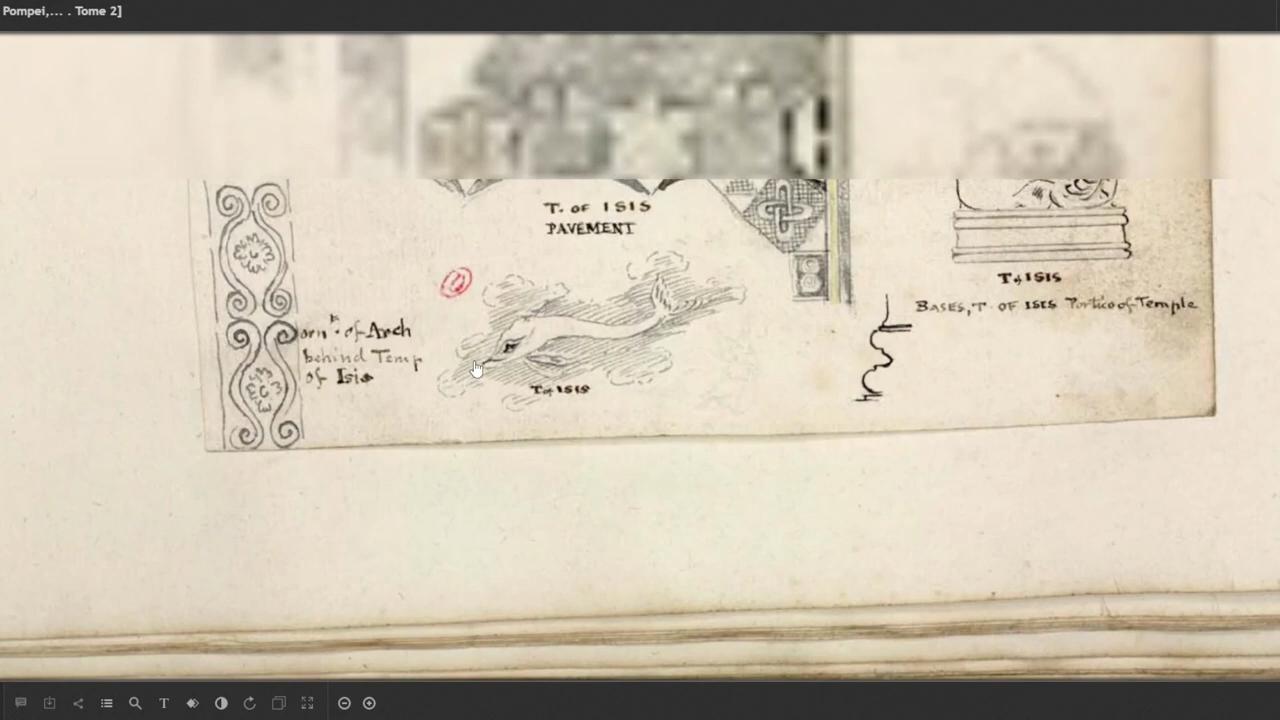 Pompei,... . Tome 2]
T. OF ISIS
PAVEMENT
T. of ISIS
BASES, T. OF ISIS Portico of Temple
orn.t of Arch
behind Temp
of Isis
T. of ISIS
T